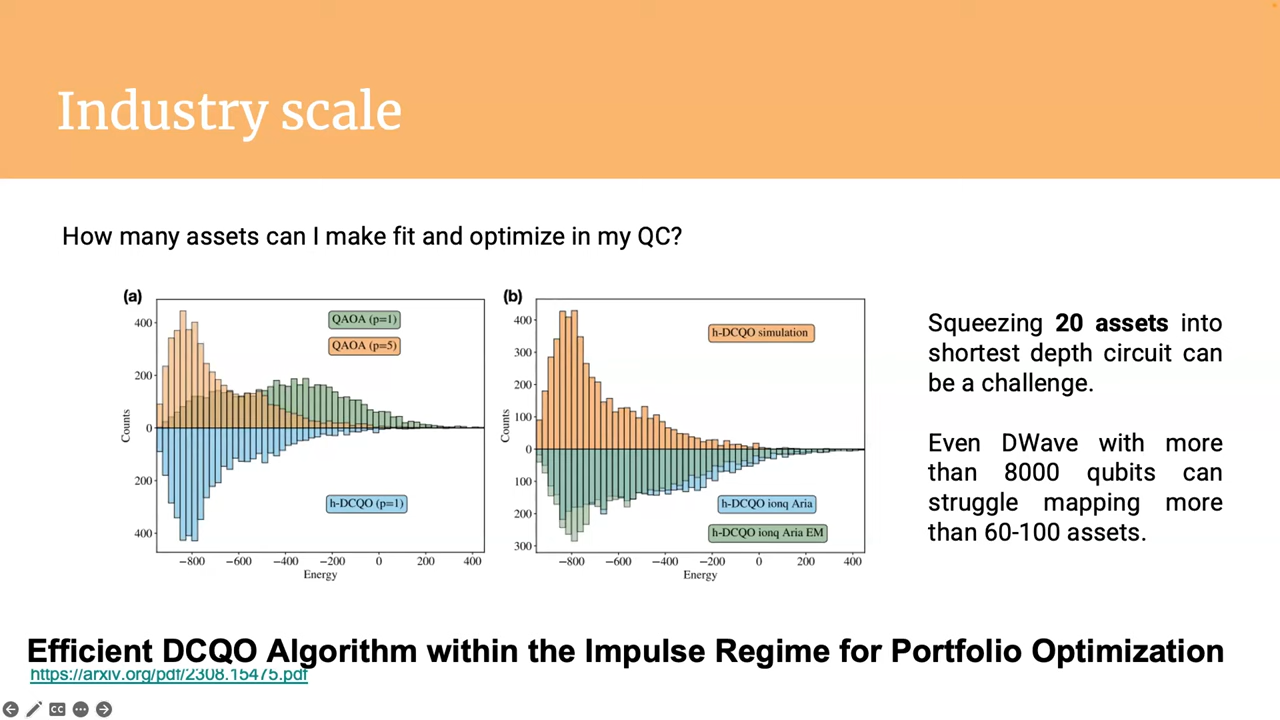 Industry scale
How many assets can I make fit and optimize in my QC?
(a)
QAOA (p=1)
QAOA (p=5)
h-DCQO (p=1)
400
200
0
200
400
Counts
−800 −600 −400 −200 0 200 400
Energy
(b)
h-DCQO simulation
h-DCQO ionq Aria
h-DCQO ionq Aria EM
400
300
200
100
0
100
200
300
Counts
−800 −600 −400 −200 0 200 400
Energy
Squeezing 20 assets into
shortest depth circuit can
be a challenge.
Even DWave with more
than 8000 qubits can
struggle mapping more
than 60-100 assets.
Efficient DCQO Algorithm within the Impulse Regime for Portfolio Optimization
https://arxiv.org/pdf/2308.15475.pdf
CC